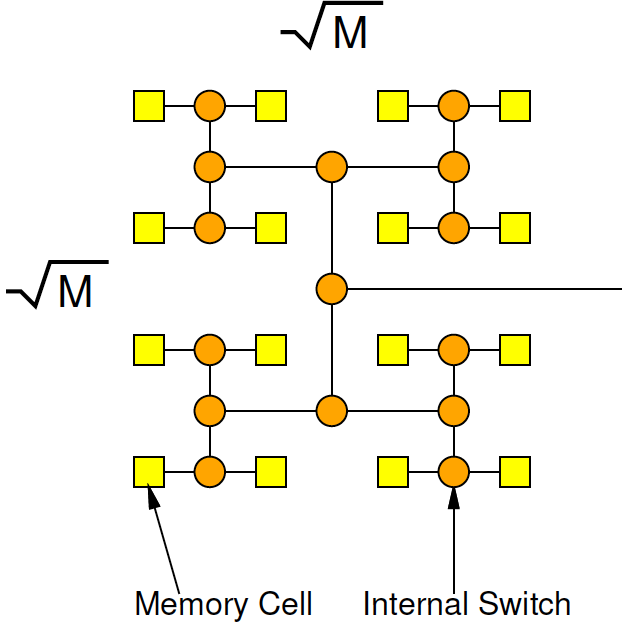 √M
√M
Memory Cell
Internal Switch